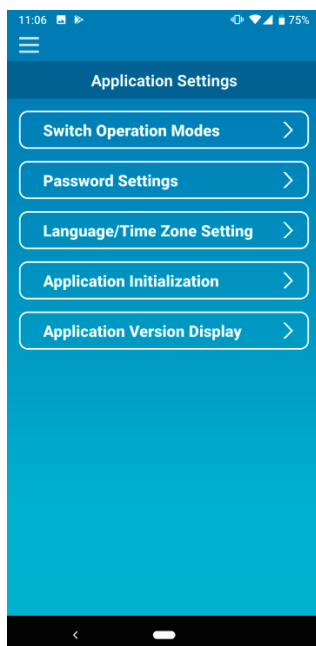 11:06 75%
Application Settings
Switch Operation Modes
Password Settings
Language/Time Zone Setting
Application Initialization
Application Version Display